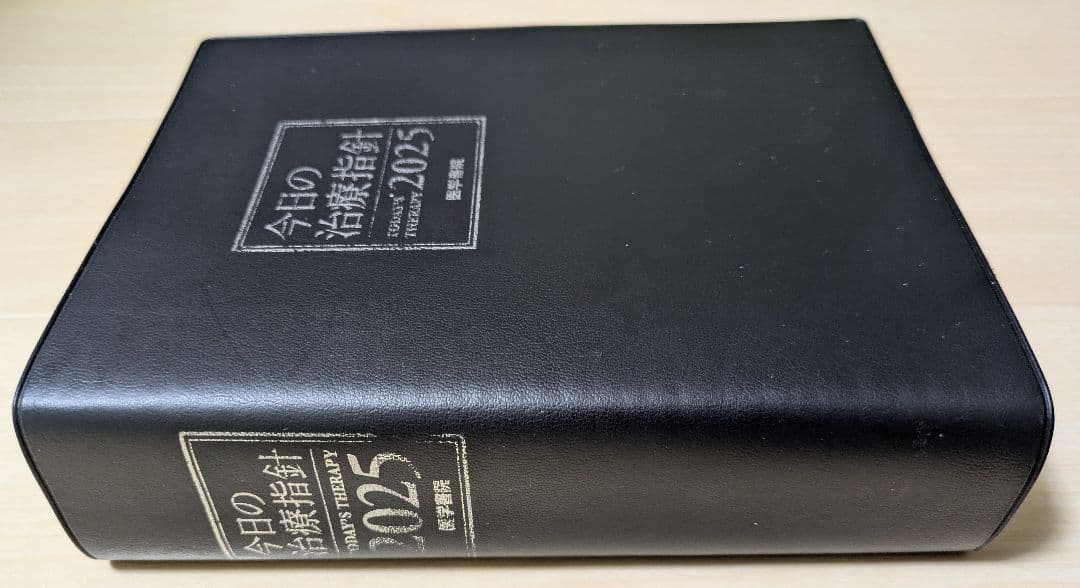 今日の
治療指針
TODAY'S
THERAPY 2025
医学書院
今日の
治療指針
TODAY'S THERAPY
2025
医学書院